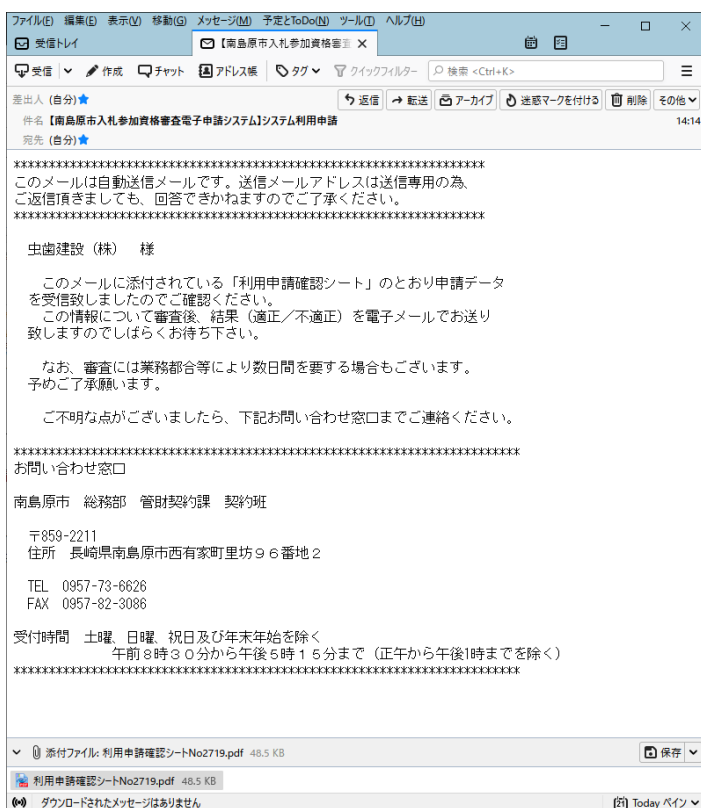 ファイル(F) 編集(E) 表示(V) 移動(G) メッセージ(M) 予定とToDo(N) ツール(T) ヘルプ(H)
受信トレイ 【南島原市入札参加資格審
受信 作成 チャット アドレス帳 タグ クイックフィルター 検索 <Ctrl+K>
差出人 (自分) 返信 転送 アーカイブ 迷惑マークを付ける 削除 その他
件名 【南島原市入札参加資格審査電子申請システム】システム利用申請 14:14
宛先 (自分)
*******************************************************************
このメールは自動送信メールです。送信メールアドレスは送信専用の為、
ご返信頂きましても、回答できかねますのでご了承ください。
*******************************************************************
虫歯建設（株） 様
このメールに添付されている「利用申請確認シート」のとおり申請データ
を受信致しましたのでご確認ください。
この情報について審査後、結果（適正／不適正）を電子メールでお送り
致しますのでしばらくお待ち下さい。
なお、審査には業務都合等により数日間を要する場合もございます。
予めご了承願います。
ご不明な点がございましたら、下記お問い合わせ窓口までご連絡ください。
************************************************************************
お問い合わせ窓口
南島原市 総務部 管財契約課 契約班
〒859-2211
住所 長崎県南島原市西有家町里坊９６番地２
TEL 0957-73-6626
FAX 0957-82-3086
受付時間 土曜、日曜、祝日及び年末年始を除く
午前８時３０分から午後５時１５分まで（正午から午後1時までを除く）
************************************************************************
添付ファイル: 利用申請確認シートNo2719.pdf 48.5 KB 保存
利用申請確認シートNo2719.pdf 48.5 KB
ダウンロードされたメッセージはありません 21 Today ペイン